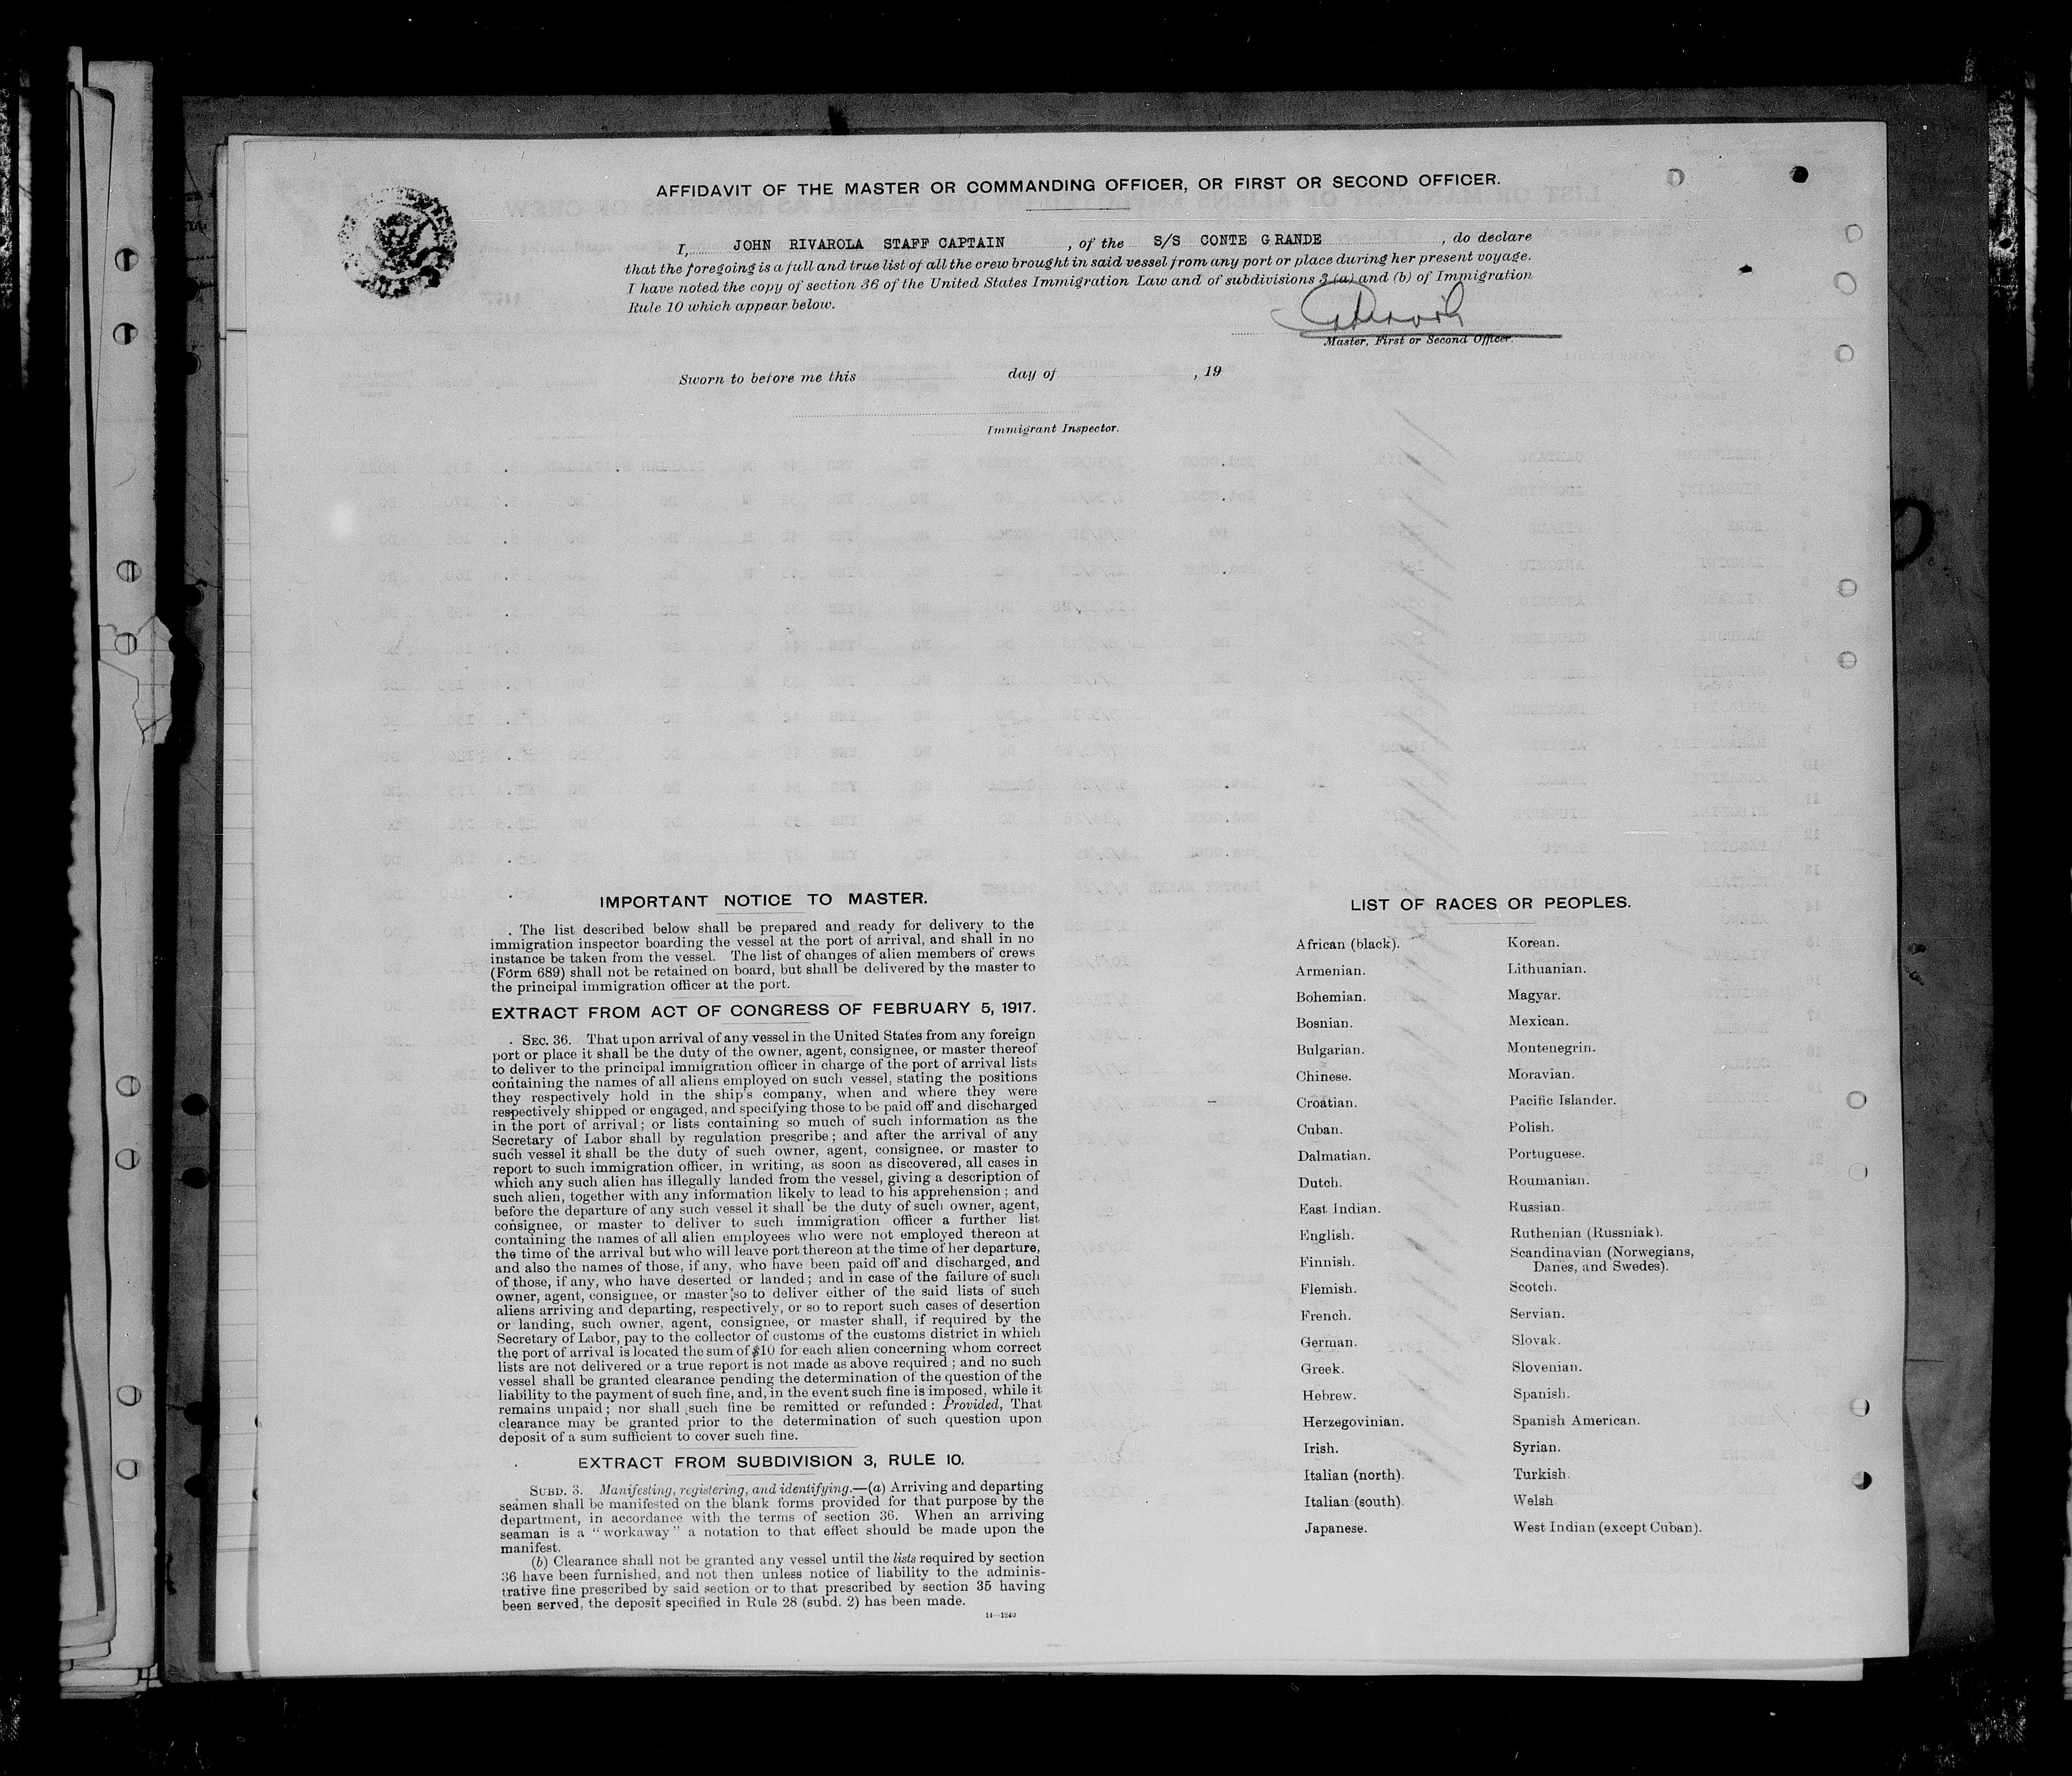 AFFIDAVIT OF THE MASTER OR COMMANDING OFFICER, OR FIRST OR SECOND OFFICER.
I, JOHN RIVAROLA STAFF CAPTAIN , of the S/S CONTE GRANDE , do declare
that the foregoing is a full and true list of all the crew brought in said vessel from any port or place during her present voyage.
I have noted the copy of section 36 of the United States Immigration Law and of subdivisions 3 (a) and (b) of Immigration
Rule 10 which appear below.
Master, First or Second Officer.
Sworn to before me this day of , 19
Immigrant Inspector.
IMPORTANT NOTICE TO MASTER.
The list described below shall be prepared and ready for delivery to the
immigration inspector boarding the vessel at the port of arrival, and shall in no
instance be taken from the vessel. The list of changes of alien members of crews
(Form 689) shall not be retained on board, but shall be delivered by the master to
the principal immigration officer at the port.
EXTRACT FROM ACT OF CONGRESS OF FEBRUARY 5, 1917.
SEC. 36. That upon arrival of any vessel in the United States from any foreign
port or place it shall be the duty of the owner, agent, consignee, or master thereof
to deliver to the principal immigration officer in charge of the port of arrival lists
containing the names of all aliens employed on such vessel, stating the positions
they respectively hold in the ship's company, when and where they were
respectively shipped or engaged, and specifying those to be paid off and discharged
in the port of arrival; or lists containing so much of such information as the
Secretary of Labor shall by regulation prescribe; and after the arrival of any
such vessel it shall be the duty of such owner, agent, consignee, or master to
report to such immigration officer, in writing, as soon as discovered, all cases in
which any such alien has illegally landed from the vessel, giving a description of
such alien, together with any information likely to lead to his apprehension; and
before the departure of any such vessel it shall be the duty of such owner, agent,
consignee, or master to deliver to such immigration officer a further list
containing the names of all alien employees who were not employed thereon at
the time of the arrival but who will leave port thereon at the time of her departure,
and also the names of those, if any, who have been paid off and discharged, and
of those, if any, who have deserted or landed; and in case of the failure of such
owner, agent, consignee, or master so to deliver either of the said lists of such
aliens arriving and departing, respectively, or so to report such cases of desertion
or landing, such owner, agent, consignee, or master shall, if required by the
Secretary of Labor, pay to the collector of customs of the customs district in which
the port of arrival is located the sum of $10 for each alien concerning whom correct
lists are not delivered or a true report is not made as above required; and no such
vessel shall be granted clearance pending the determination of the question of the
liability to the payment of such fine, and, in the event such fine is imposed, while it
remains unpaid; nor shall such fine be remitted or refunded: Provided, That
clearance may be granted prior to the determination of such question upon
deposit of a sum sufficient to cover such fine.
EXTRACT FROM SUBDIVISION 3, RULE 10.
SUBD. 3. Manifesting, registering, and identifying.—(a) Arriving and departing
seamen shall be manifested on the blank forms provided for that purpose by the
department, in accordance with the terms of section 36. When an arriving
seaman is a "workaway" a notation to that effect should be made upon the
manifest.
(b) Clearance shall not be granted any vessel until the lists required by section
36 have been furnished, and not then unless notice of liability to the adminis-
trative fine prescribed by said section or to that prescribed by section 35 having
been served, the deposit specified in Rule 28 (subd. 2) has been made.
14—1240
LIST OF RACES OR PEOPLES.
African (black).
Armenian.
Bohemian.
Bosnian.
Bulgarian.
Chinese.
Croatian.
Cuban.
Dalmatian.
Dutch.
East Indian.
English.
Finnish.
Flemish.
French.
German.
Greek.
Hebrew.
Herzegovinian.
Irish.
Italian (north).
Italian (south).
Japanese.
Korean.
Lithuanian.
Magyar.
Mexican.
Montenegrin.
Moravian.
Pacific Islander.
Polish.
Portuguese.
Roumanian.
Russian.
Ruthenian (Russniak).
Scandinavian (Norwegians,
Danes, and Swedes).
Scotch.
Servian.
Slovak.
Slovenian.
Spanish.
Spanish American.
Syrian.
Turkish.
Welsh.
West Indian (except Cuban).